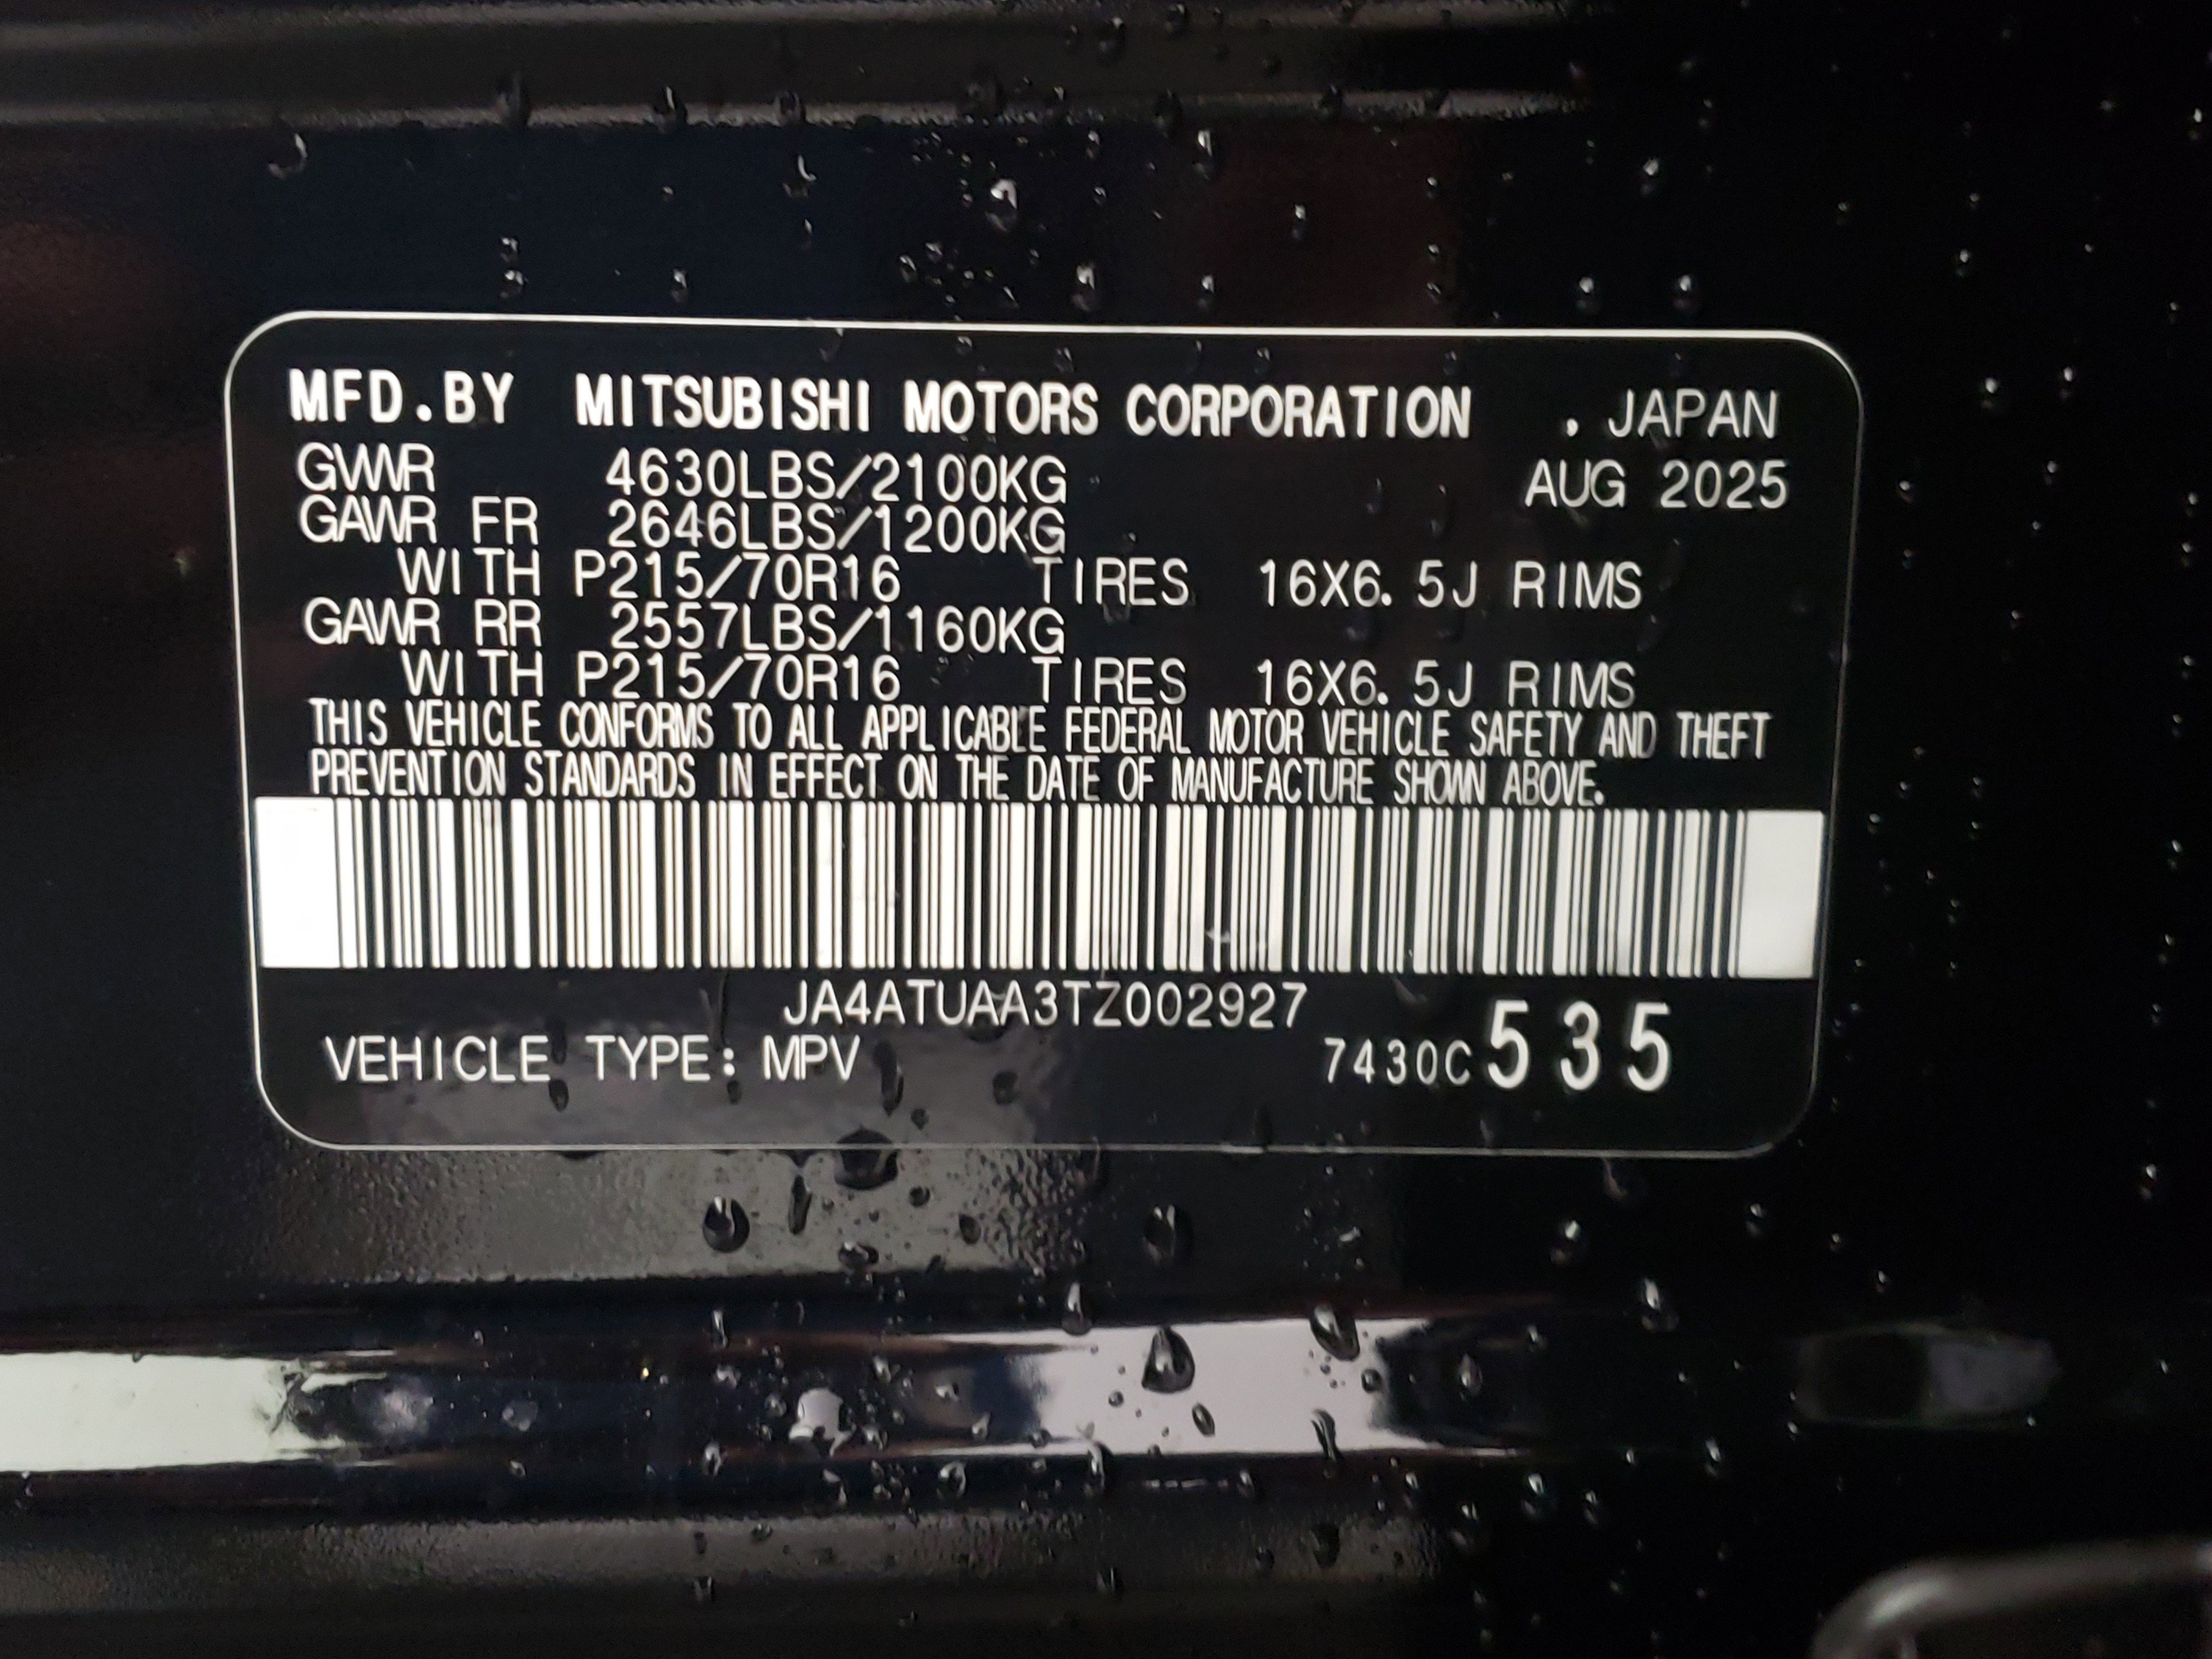 MFD.BY MITSUBISHI MOTORS CORPORATION , JAPAN
GVWR 4630LBS/2100KG AUG 2025
GAWR FR 2646LBS/1200KG
WITH P215/70R16 TIRES 16X6.5J RIMS
GAWR RR 2557LBS/1160KG
WITH P215/70R16 TIRES 16X6.5J RIMS
THIS VEHICLE CONFORMS TO ALL APPLICABLE FEDERAL MOTOR VEHICLE SAFETY AND THEFT
PREVENTION STANDARDS IN EFFECT ON THE DATE OF MANUFACTURE SHOWN ABOVE.
JA4ATUAA3TZ002927
VEHICLE TYPE: MPV 7430C 535